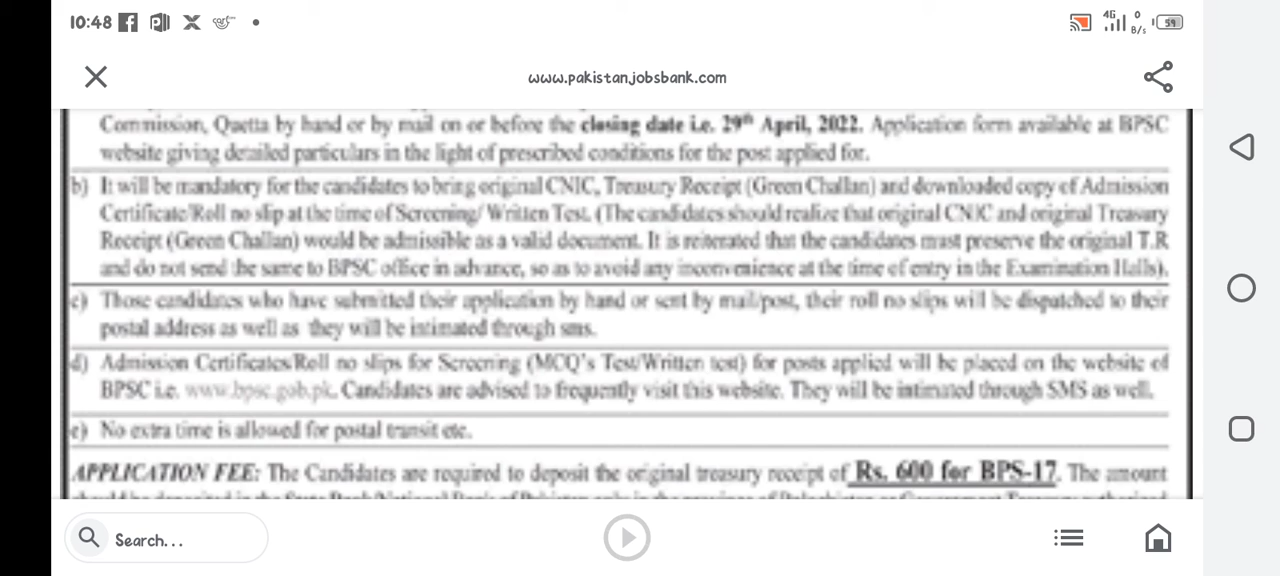 10:48
4G 0 B/s 59
www.pakistanjobsbank.com
Commission, Quetta by hand or by mail on or before the closing date i.e. 29th April, 2022. Application form available at BPSC
website giving detailed particulars in the light of prescribed conditions for the post applied for.
b) It will be mandatory for the candidates to bring original CNIC, Treasury Receipt (Green Challan) and downloaded copy of Admission
Certificate/Roll no slip at the time of Screening/ Written Test. (The candidates should realize that original CNIC and original Treasury
Receipt (Green Challan) would be admissible as a valid document. It is reiterated that the candidates must preserve the original T.R
and do not send the same to BPSC office in advance, so as to avoid any inconvenience at the time of entry in the Examination Halls).
c) Those candidates who have submitted their application by hand or sent by mail/post, their roll no slips will be dispatched to their
postal address as well as they will be intimated through sms.
d) Admission Certificates/Roll no slips for Screening (MCQ's Test/Written test) for posts applied will be placed on the website of
BPSC i.e. www.bpsc.gob.pk. Candidates are advised to frequently visit this website. They will be intimated through SMS as well.
e) No extra time is allowed for postal transit etc.
APPLICATION FEE: The Candidates are required to deposit the original treasury receipt of Rs. 600 for BPS-17. The amount
Search...